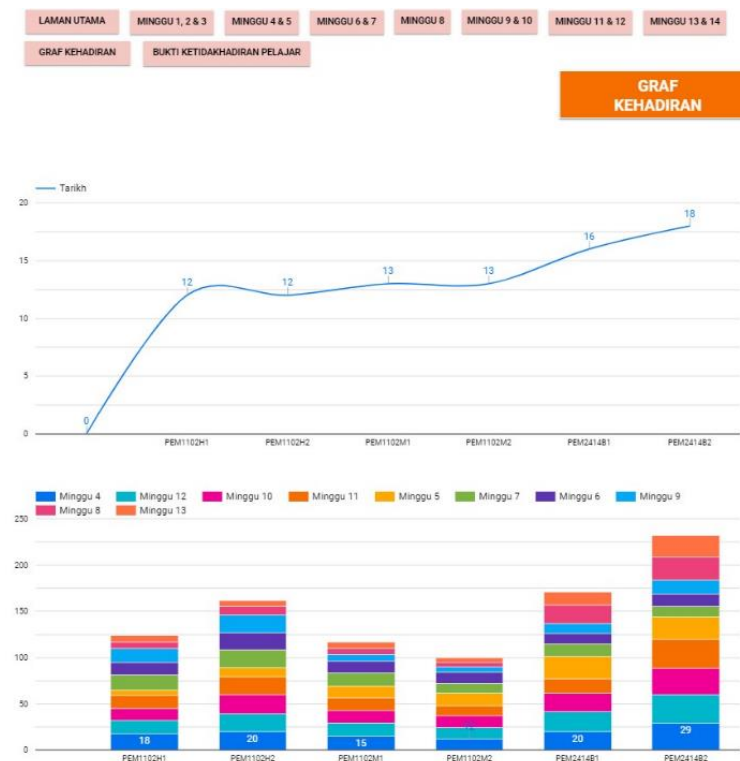 LAMAN UTAMA MINGGU 1, 2 & 3 MINGGU 4 & 5 MINGGU 6 & 7 MINGGU 8 MINGGU 9 & 10 MINGGU 11 & 12 MINGGU 13 & 14
GRAF KEHADIRAN BUKTI KETIDAKHADIRAN PELAJAR
GRAF
KEHADIRAN
Tarikh
20
18
16
15
13 13
12 12
10
5
0
0
PEM1102H1 PEM1102H2 PEM1102M1 PEM1102M2 PEM2414B1 PEM2414B2
Minggu 4 Minggu 12 Minggu 10 Minggu 11 Minggu 5 Minggu 7 Minggu 6 Minggu 9
Minggu 8 Minggu 13
250
200
150
100
50
18 20 15 12 20 29
0
PEM1102H1 PEM1102H2 PEM1102M1 PEM1102M2 PEM2414B1 PEM2414B2